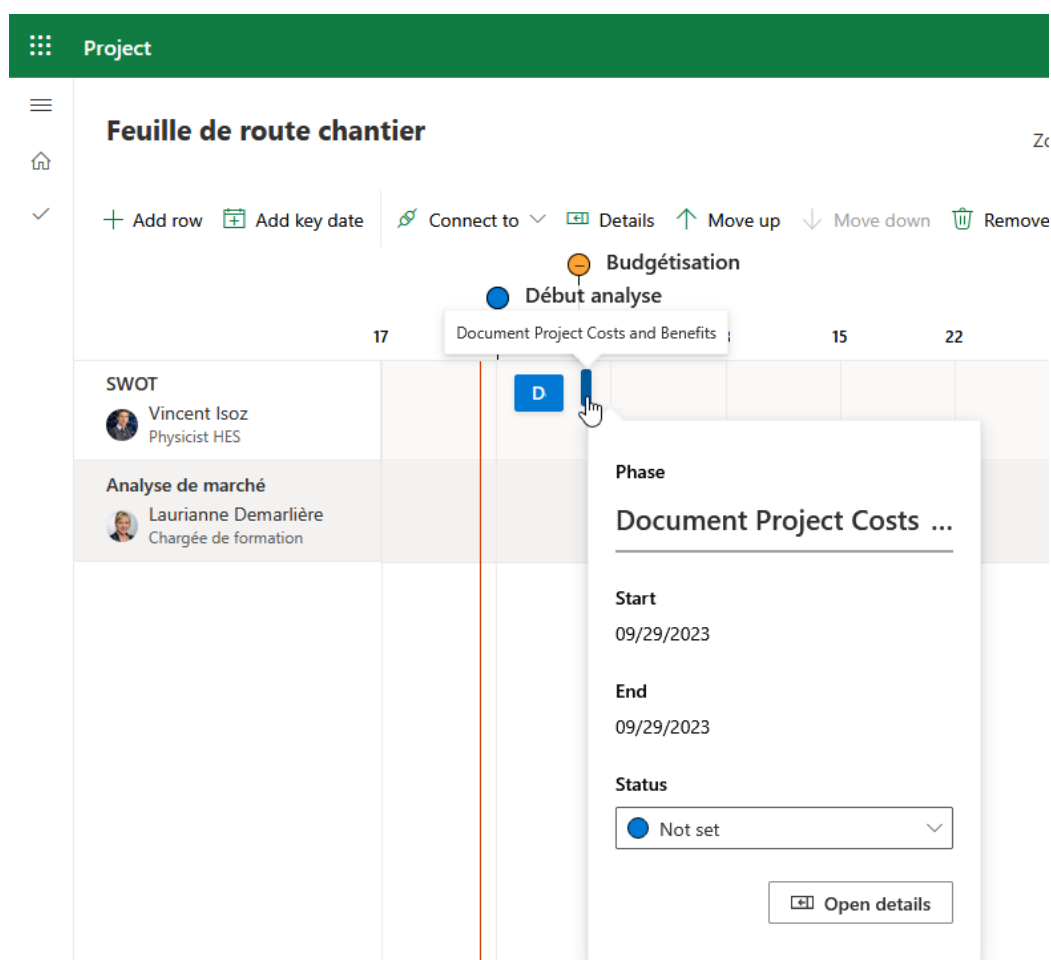 Project
Feuille de route chantier
Add row
Add key date
Connect to
Details
Move up
Move down
Remove
Budgétisation
Début analyse
Document Project Costs and Benefits
17
15
22
SWOT
Vincent Isoz
Physicist HES
D
Analyse de marché
Laurianne Demarlière
Chargée de formation
Phase
Document Project Costs ...
Start
09/29/2023
End
09/29/2023
Status
Not set
Open details